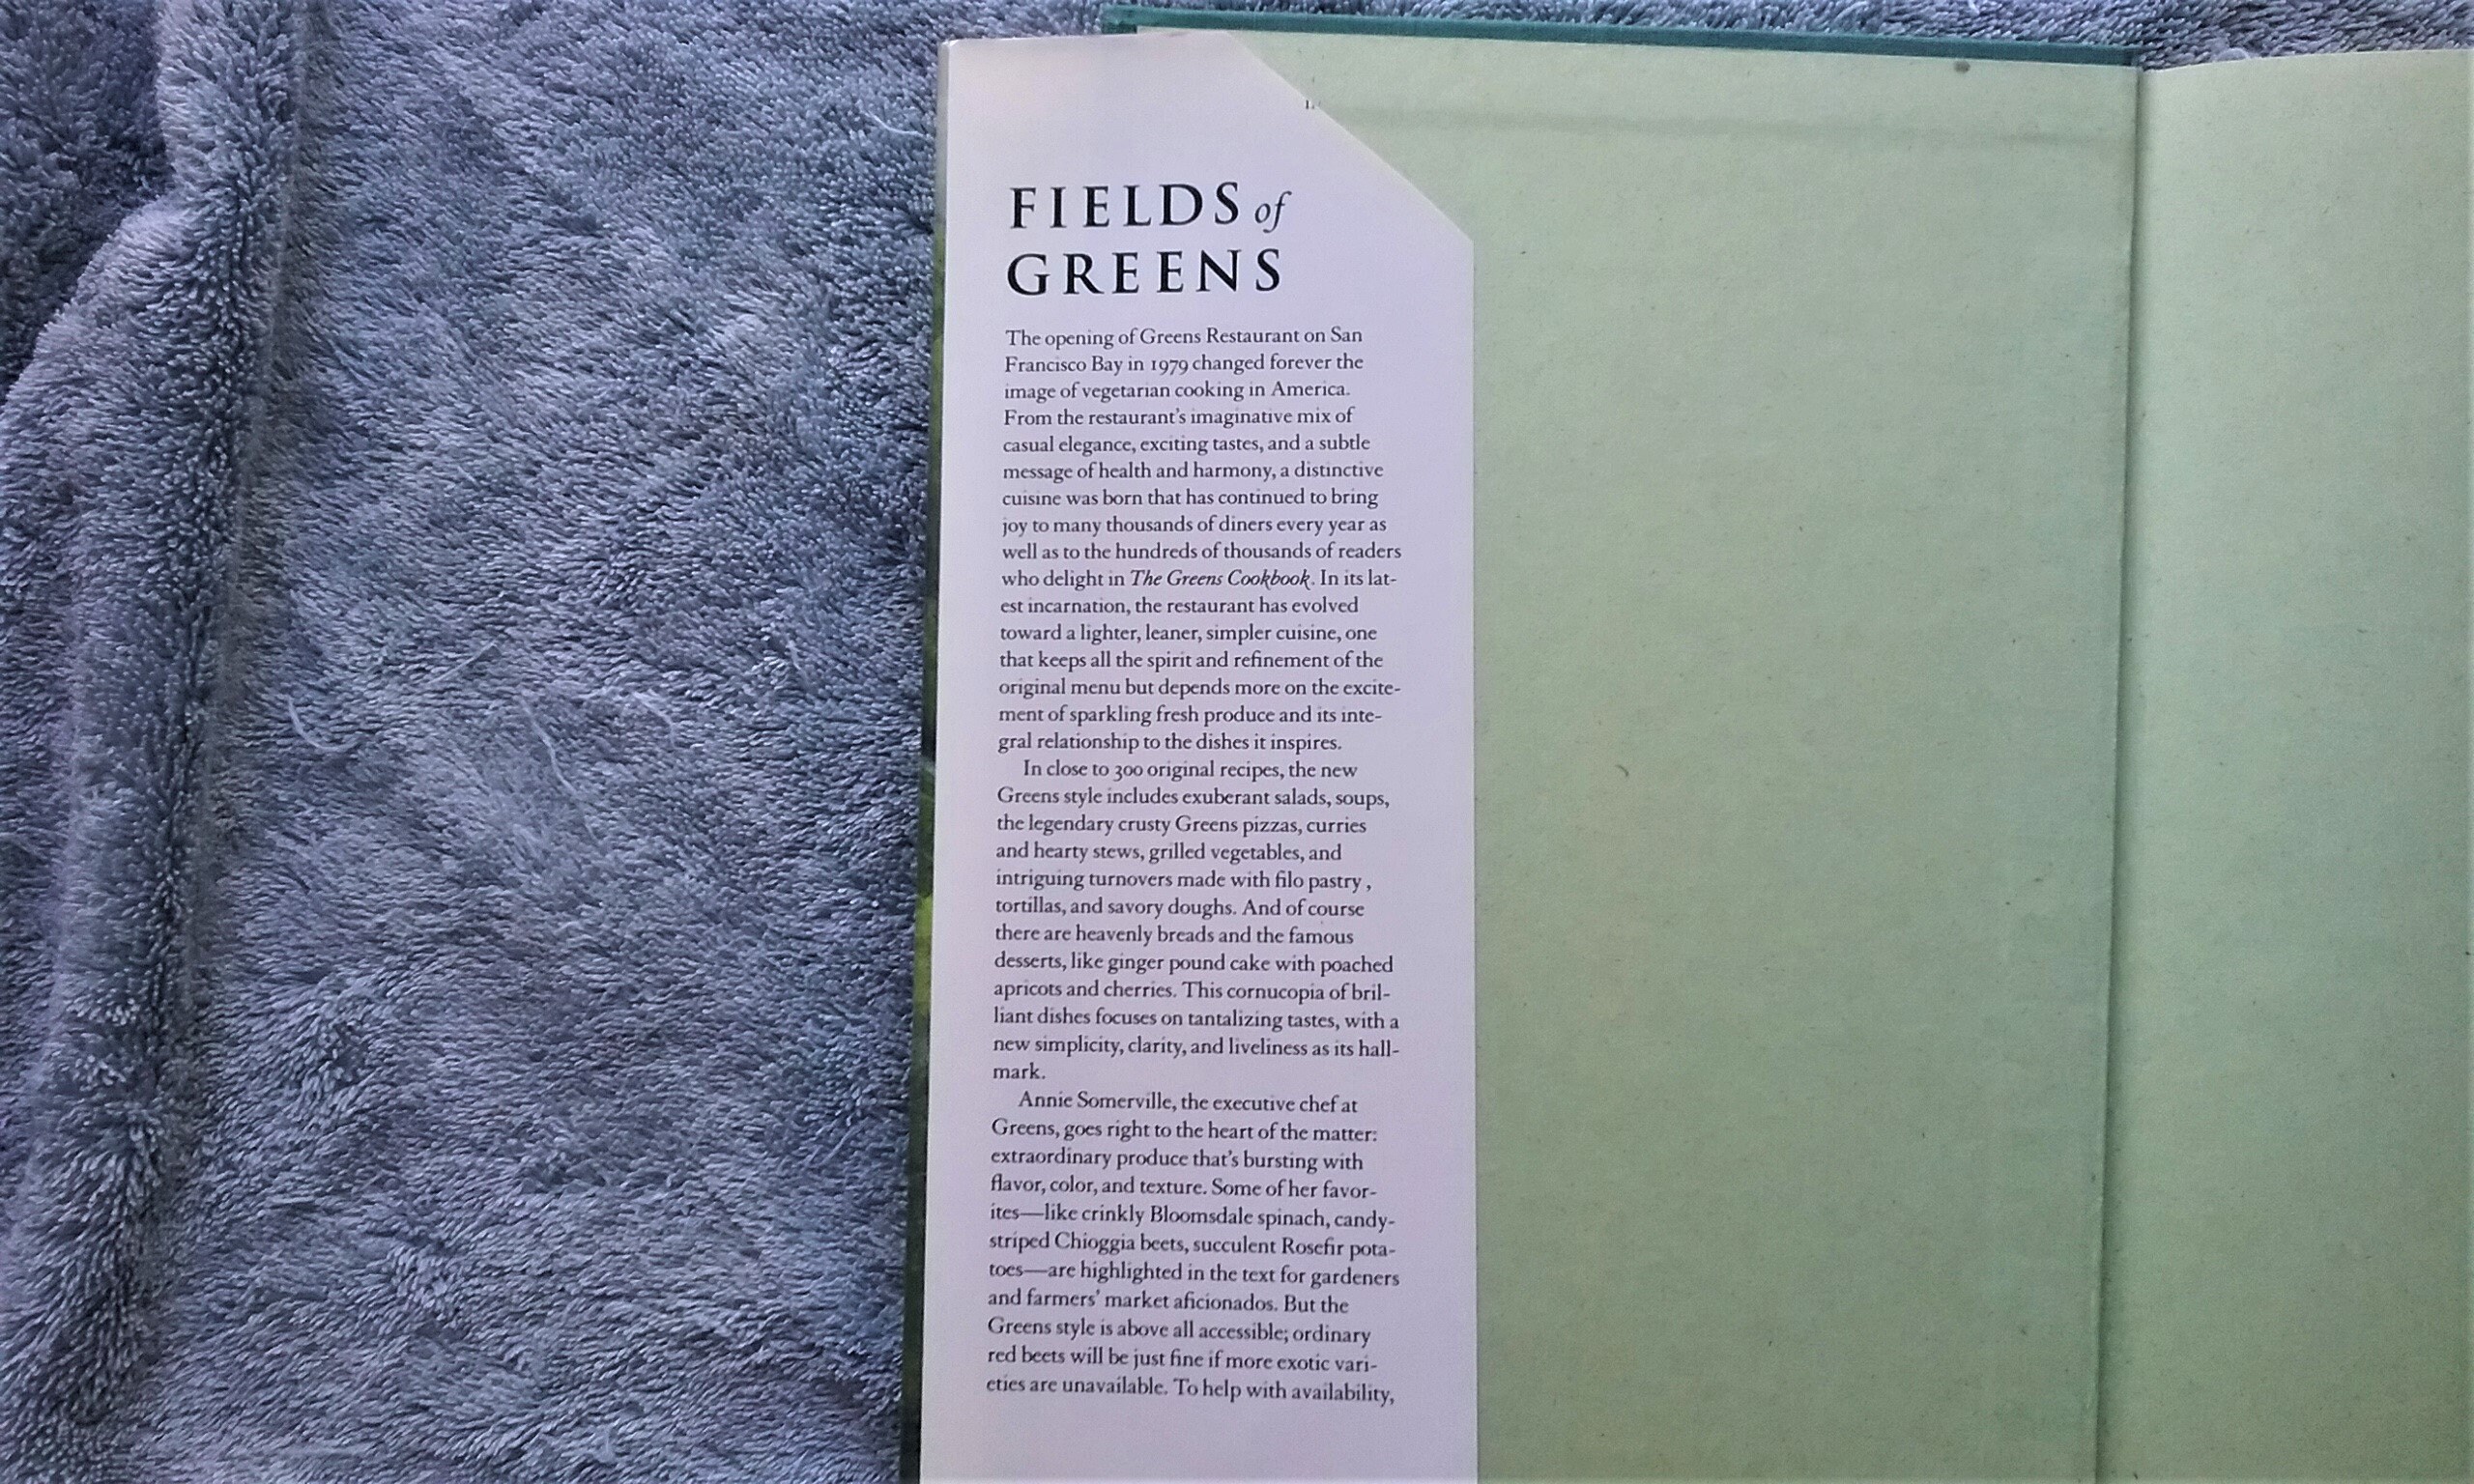 FIELDS of
GREENS
The opening of Greens Restaurant on San
Francisco Bay in 1979 changed forever the
image of vegetarian cooking in America.
From the restaurant's imaginative mix of
casual elegance, exciting tastes, and a subtle
message of health and harmony, a distinctive
cuisine was born that has continued to bring
joy to many thousands of diners every year as
well as to the hundreds of thousands of readers
who delight in The Greens Cookbook. In its lat-
est incarnation, the restaurant has evolved
toward a lighter, leaner, simpler cuisine, one
that keeps all the spirit and refinement of the
original menu but depends more on the excite-
ment of sparkling fresh produce and its inte-
gral relationship to the dishes it inspires.
In close to 300 original recipes, the new
Greens style includes exuberant salads, soups,
the legendary crusty Greens pizzas, curries
and hearty stews, grilled vegetables, and
intriguing turnovers made with filo pastry ,
tortillas, and savory doughs. And of course
there are heavenly breads and the famous
desserts, like ginger pound cake with poached
apricots and cherries. This cornucopia of bril-
liant dishes focuses on tantalizing tastes, with a
new simplicity, clarity, and liveliness as its hall-
mark.
Annie Somerville, the executive chef at
Greens, goes right to the heart of the matter:
extraordinary produce that's bursting with
flavor, color, and texture. Some of her favor-
ites—like crinkly Bloomsdale spinach, candy-
striped Chioggia beets, succulent Rosefir pota-
toes—are highlighted in the text for gardeners
and farmers' market aficionados. But the
Greens style is above all accessible; ordinary
red beets will be just fine if more exotic vari-
eties are unavailable. To help with availability,